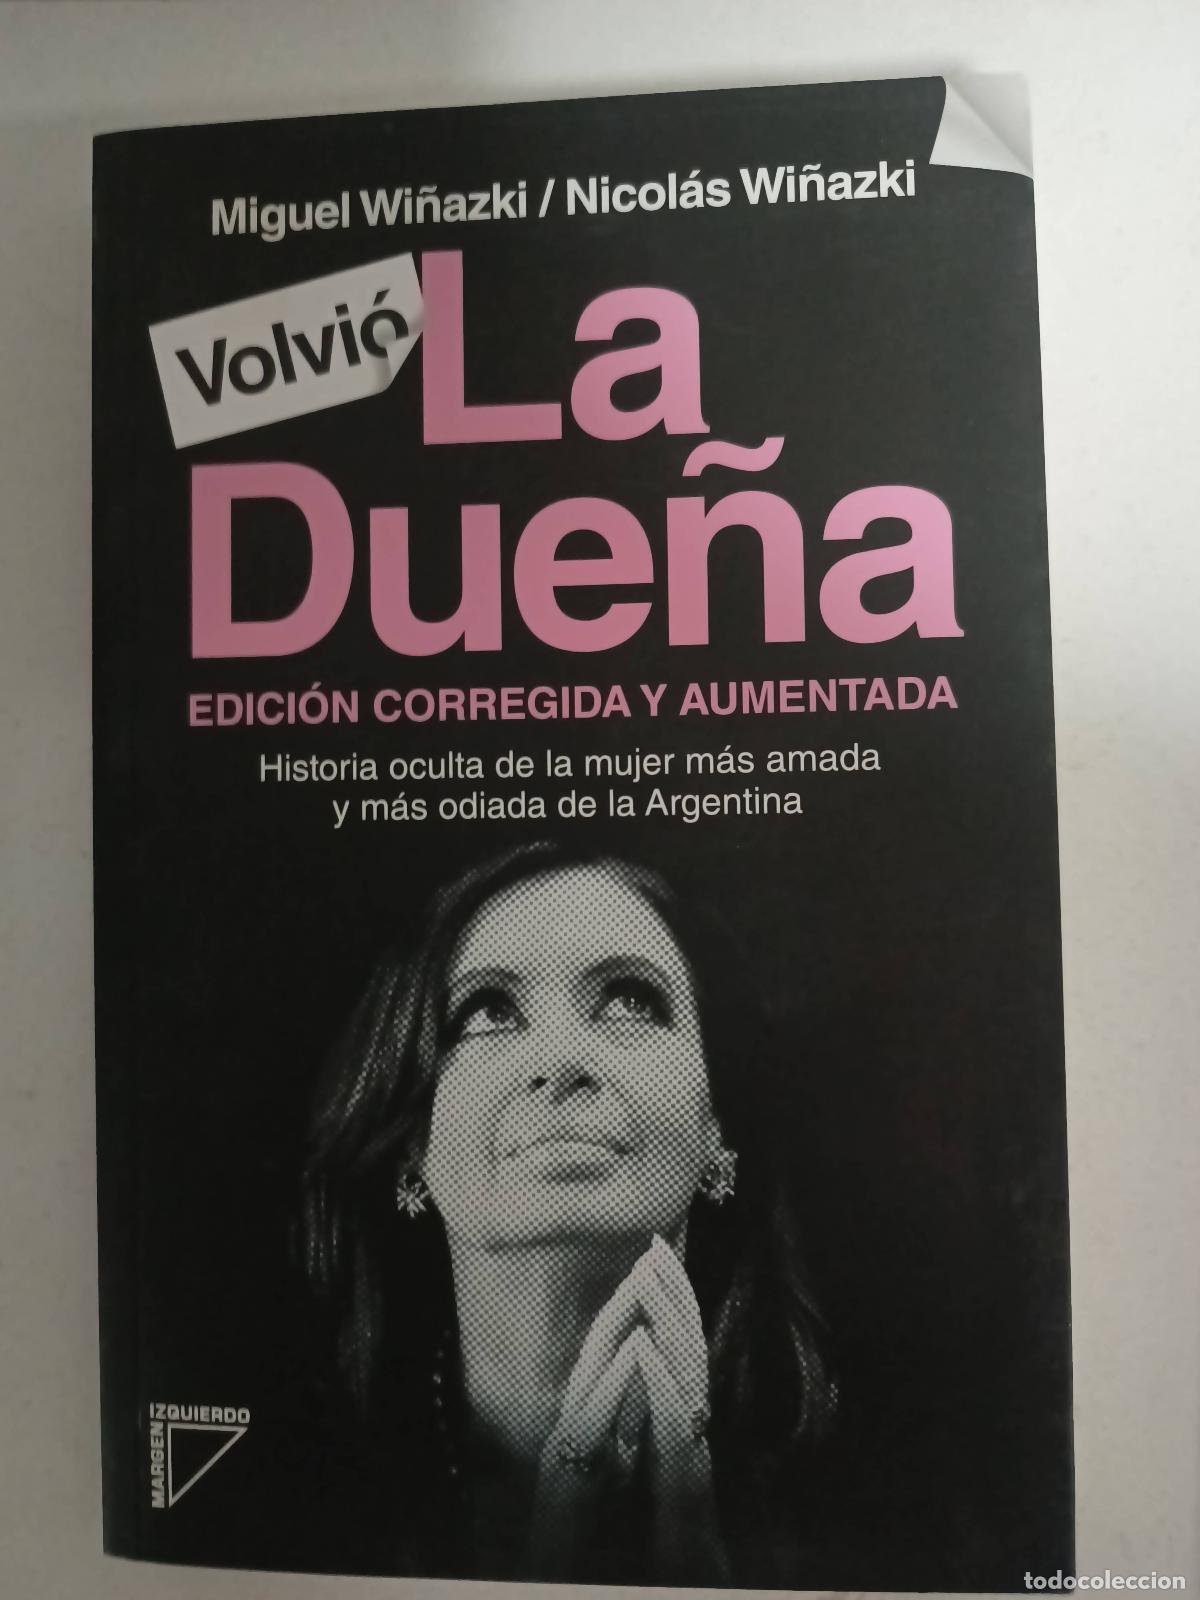 Miguel Wiñazki / Nicolás Wiñazki
Volvió
La
Dueña
EDICIÓN CORREGIDA Y AUMENTADA
Historia oculta de la mujer más amada
y más odiada de la Argentina
MARGEN
IZQUIERDO
todocoleccion